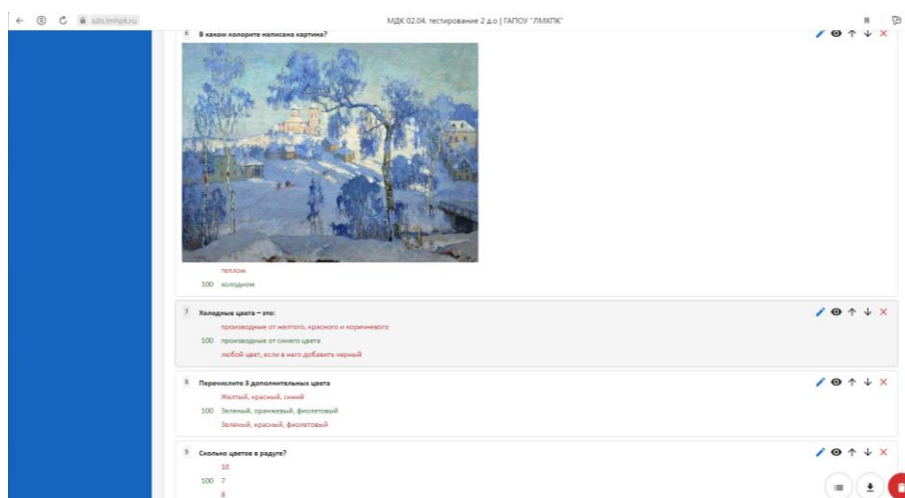 sdo.lmhpk.ru
МДК 02.04. тестирование 2 д.о | ГАПОУ "ЛМХПК"
6 В каком колорите написана картина?
теплом
100 холодном
7 Холодные цвета – это:
производные от желтого, красного и коричневого
100 производные от синего цвета
любой цвет, если в него добавить черный
8 Перечислите 3 дополнительных цвета
Желтый, красный, синий
100 Зеленый, оранжевый, фиолетовый
Зеленый, красный, фиолетовый
9 Сколько цветов в радуге?
10
100 7
8